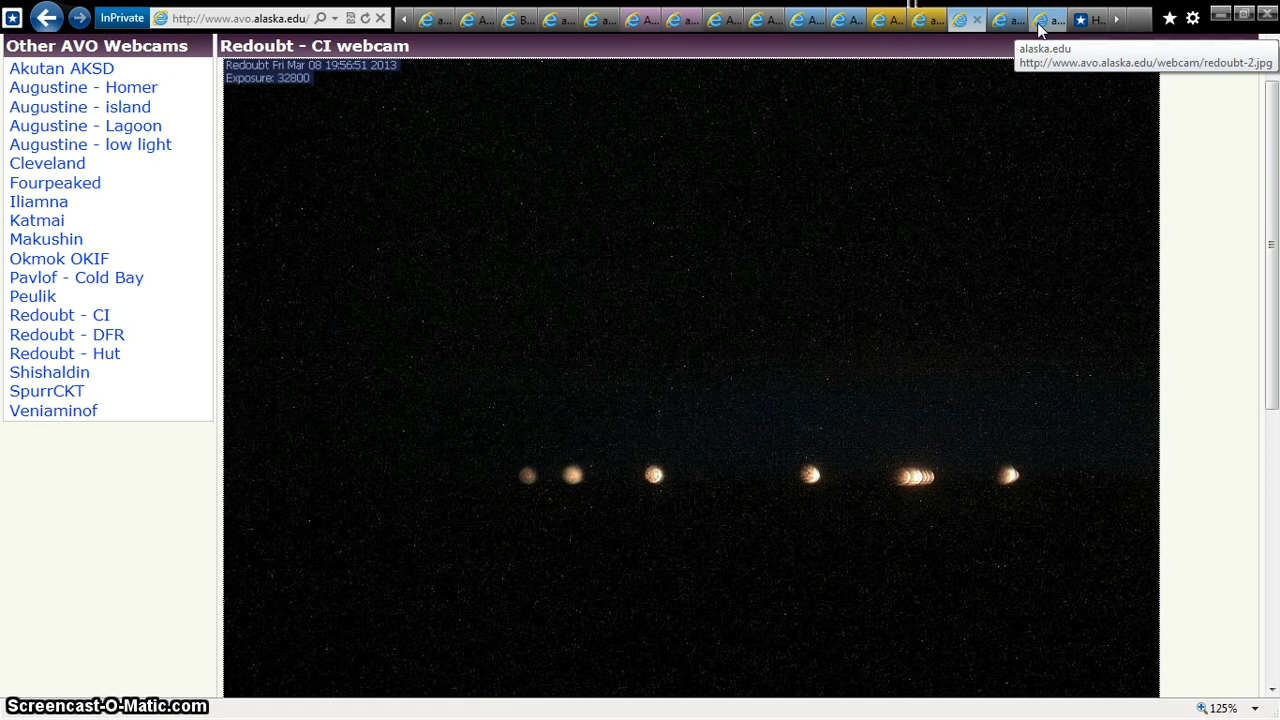 InPrivate
http://www.avo.alaska.edu/
a...
A...
B...
a...
a...
A...
a...
A...
A...
A...
A...
A...
a...
a...
a...
H..
alaska.edu
http://www.avo.alaska.edu/webcam/redoubt-2.jpg
Other AVO Webcams
Akutan AKSD
Augustine - Homer
Augustine - island
Augustine - Lagoon
Augustine - low light
Cleveland
Fourpeaked
Iliamna
Katmai
Makushin
Okmok OKIF
Pavlof - Cold Bay
Peulik
Redoubt - CI
Redoubt - DFR
Redoubt - Hut
Shishaldin
SpurrCKT
Veniaminof
Redoubt - CI webcam
Redoubt Fri Mar 08 19:56:51 2013
Exposure: 32800
Screencast-O-Matic.com
125%